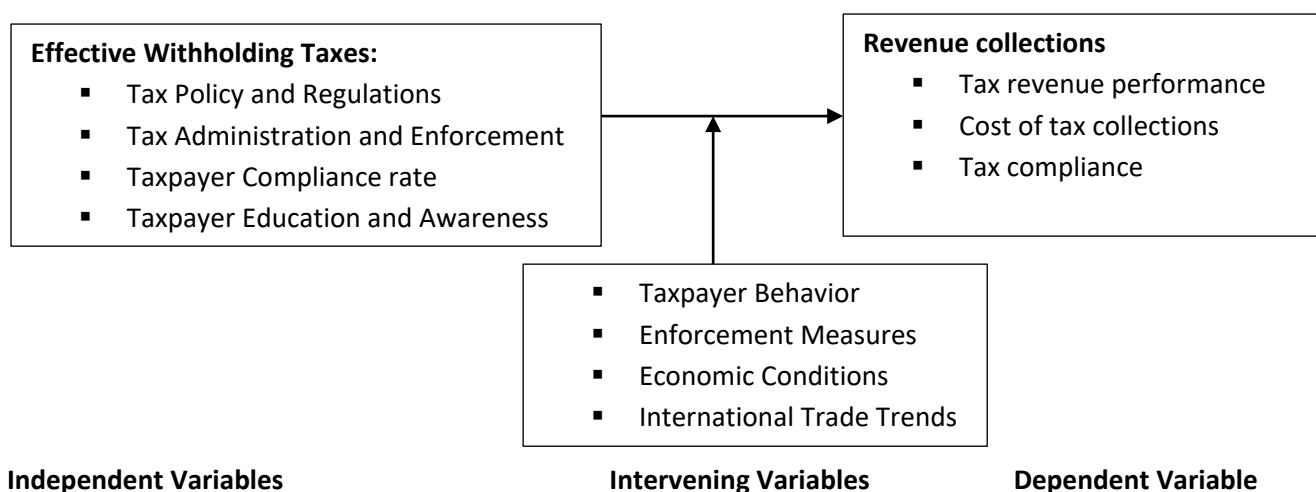 Effective Withholding Taxes:
▪ Tax Policy and Regulations
▪ Tax Administration and Enforcement
▪ Taxpayer Compliance rate
▪ Taxpayer Education and Awareness
Revenue collections
▪ Tax revenue performance
▪ Cost of tax collections
▪ Tax compliance
▪ Taxpayer Behavior
▪ Enforcement Measures
▪ Economic Conditions
▪ International Trade Trends
Independent Variables Intervening Variables Dependent Variable